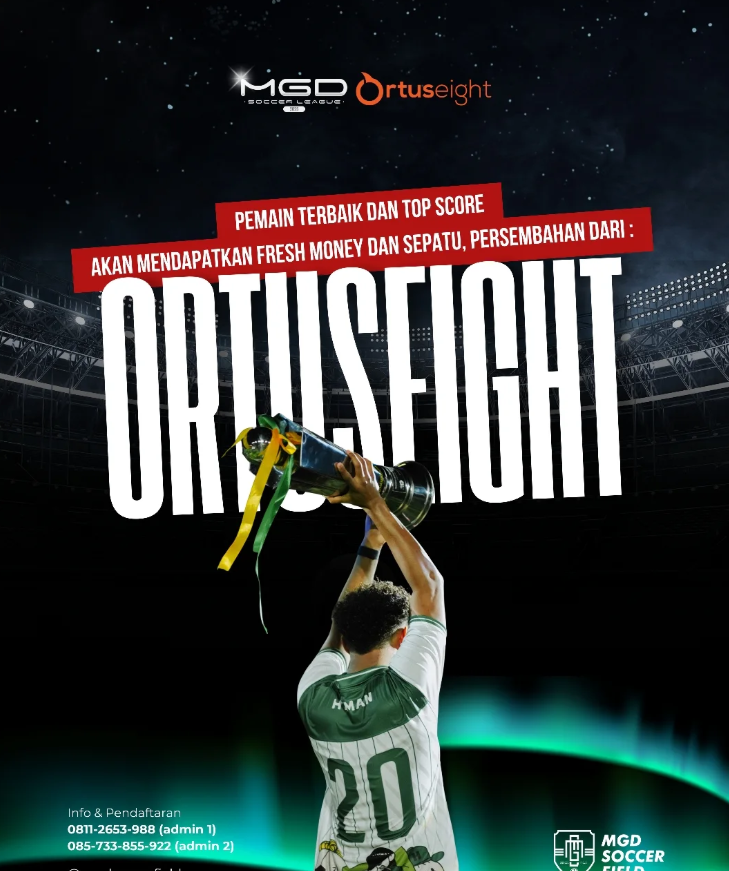 MGD
SOCCER LEAGUE
Ortuseight
PEMAIN TERBAIK DAN TOP SCORE
AKAN MENDAPATKAN FRESH MONEY DAN SEPATU, PERSEMBAHAN DARI :
ORTUSEIGHT
20
Info & Pendaftaran
0811-2653-988 (admin 1)
085-733-855-922 (admin 2)
MGD
SOCCER
FIELD